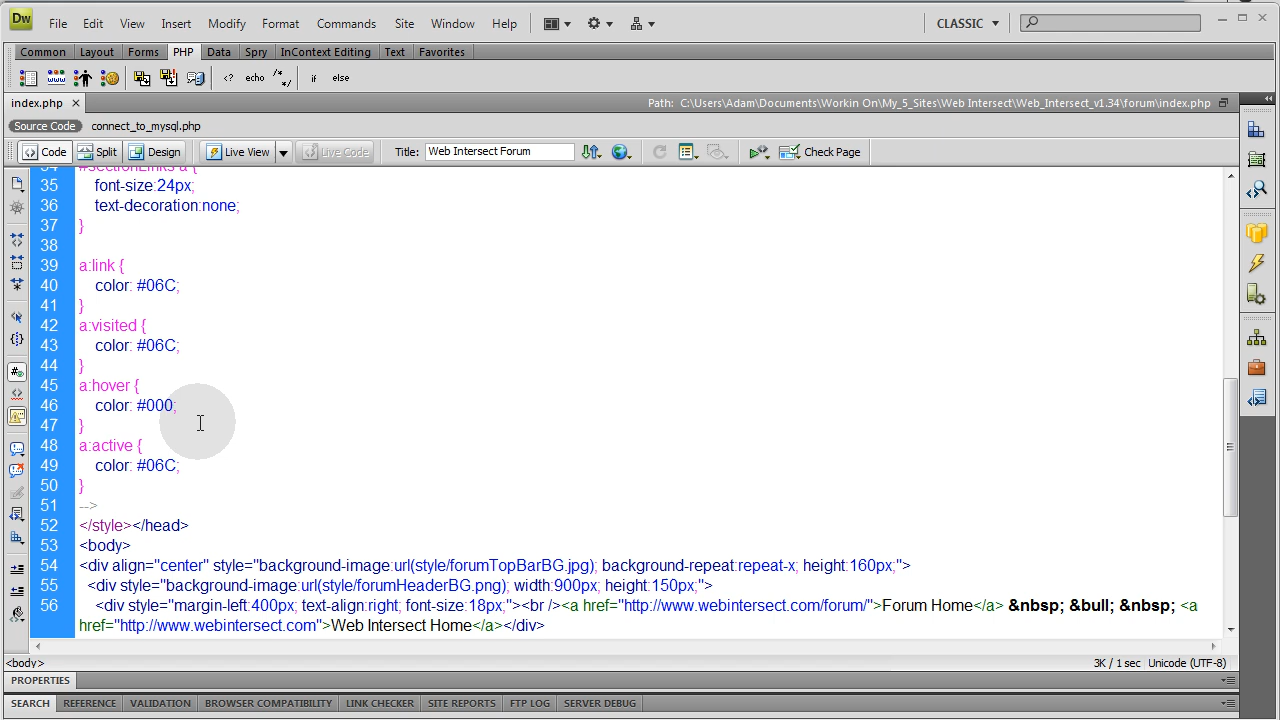 Dw File Edit View Insert Modify Format Commands Site Window Help CLASSIC
Common Layout Forms PHP Data Spry InContext Editing Text Favorites
<? echo /*⁎/ if else
index.php × Path: C:\Users\Adam\Documents\Workin On\My_5_Sites\Web Intersect\Web_Intersect_v1.34\forum\index.php
Source Code connect_to_mysql.php
Code Split Design Live View Live Code Title: Web Intersect Forum Check Page
34 #sectionLinks a {
35 font-size:24px;
36 text-decoration:none;
37 }
38
39 a:link {
40 color: #06C;
41 }
42 a:visited {
43 color: #06C;
44 }
45 a:hover {
46 color: #000;
47 }
48 a:active {
49 color: #06C;
50 }
51 -->
52 </style></head>
53 <body>
54 <div align="center" style="background-image:url(style/forumTopBarBG.jpg); background-repeat:repeat-x; height:160px;">
55 <div style="background-image:url(style/forumHeaderBG.png); width:900px; height:150px;">
56 <div style="margin-left:400px; text-align:right; font-size:18px;"><br /><a href="http://www.webintersect.com/forum/">Forum Home</a> &nbsp; &bull; &nbsp; <a
href="http://www.webintersect.com">Web Intersect Home</a></div>
<body> 3K / 1 sec Unicode (UTF-8)
PROPERTIES
SEARCH REFERENCE VALIDATION BROWSER COMPATIBILITY LINK CHECKER SITE REPORTS FTP LOG SERVER DEBUG